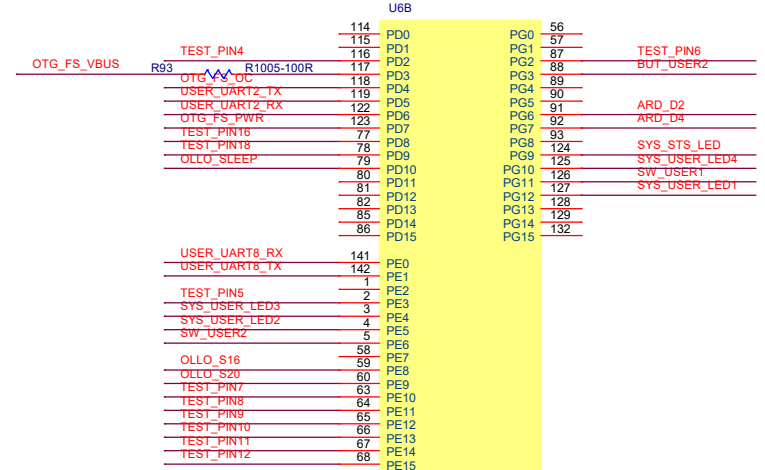 U6B
114 PD0 PG0 56
115 PD1 PG1 57
TEST_PIN4 116 PD2 PG2 87 TEST_PIN6
OTG_FS_VBUS R93 R1005-100R 117 PD3 PG3 88 BUT_USER2
OTG_FS_OC 118 PD4 PG4 89
USER_UART2_TX 119 PD5 PG5 90
USER_UART2_RX 122 PD6 PG6 91 ARD_D2
OTG_FS_PWR 123 PD7 PG7 92 ARD_D4
TEST_PIN16 77 PD8 PG8 93
TEST_PIN18 78 PD9 PG9 124 SYS_STS_LED
OLLO_SLEEP 79 PD10 PG10 125 SYS_USER_LED4
80 PD11 PG11 126 SW_USER1
81 PD12 PG12 127 SYS_USER_LED1
82 PD13 PG13 128
85 PD14 PG14 129
86 PD15 PG15 132
USER_UART8_RX 141 PE0
USER_UART8_TX 142 PE1
1 PE2
TEST_PIN5 2 PE3
SYS_USER_LED3 3 PE4
SYS_USER_LED2 4 PE5
SW_USER2 5 PE6
58 PE7
OLLO_S16 59 PE8
OLLO_S20 60 PE9
TEST_PIN7 63 PE10
TEST_PIN8 64 PE11
TEST_PIN9 65 PE12
TEST_PIN10 66 PE13
TEST_PIN11 67 PE14
TEST_PIN12 68 PE15